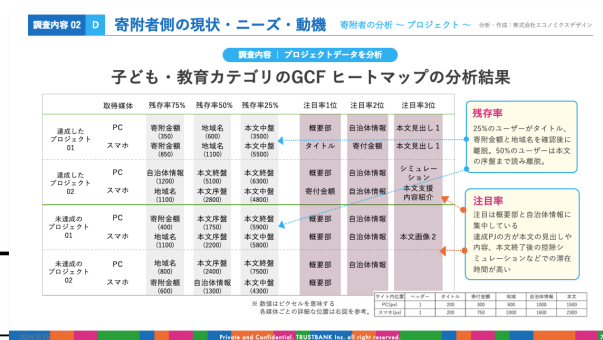 調査内容 02 D 寄附者側の現状・ニーズ・動機 寄附者の分析 ～ プロジェクト ～ 分析・作成：株式会社エコノミクスデザイン
調査内容 | プロジェクトデータを分析
子ども・教育カテゴリのGCF ヒートマップの分析結果
取得媒体 残存率75% 残存率50% 残存率25% 注目率1位 注目率2位 注目率3位
達成した
プロジェクト
01
PC 寄附金額 地域名 本文中盤 概要部 自治体情報 本文見出し1
(350) (600) (3500)
スマホ 寄附金額 地域名 本文中盤 タイトル 寄付金額 本文見出し1
(850) (1100) (5500)
達成した
プロジェクト
02
PC 自治体情報 本文終盤 本文終盤 概要部 自治体情報 シミュレー
ション
(1200) (5100) (6300)
スマホ 地域名 本文序盤 本文中盤 寄付金額 自治体情報 本文支援
内容紹介
(1100) (2800) (4800)
未達成の
プロジェクト
01
PC 寄附金額 本文序盤 本文終盤 概要部 自治体情報
(400) (1750) (5900)
スマホ 地域名 本文序盤 本文中盤 概要部 自治体情報 本文画像2
(1100) (2200) (5800)
未達成の
プロジェクト
02
PC 地域名 本文序盤 本文終盤 概要部 自治体情報
(800) (2400) (7500)
スマホ 寄附金額 自治体情報 本文中盤 概要部
(600) (1300) (4300)
残存率
25%のユーザーがタイトル、
寄附金額と地域名を確認後に
離脱。50%のユーザーは本文
の序盤まで読み離脱。
注目率
注目は概要部と自治体情報に
集中している
達成PJの方が本文の見出しや
内容、本文終了後の控除シ
ミュレーションなどでの滞在
時間が高い
※ 数値はピクセルを意味する
各媒体ごとの詳細な位置は右図を参考。
サイト内位置 ヘッダー タイトル 寄付金額 地域 自治体情報 本文
PC(px) 1 200 300 600 1000 1500
スマホ(px) 1 200 750 1000 1600 2300
Private and Confidential. TRUSTBANK Inc. all right reserved.